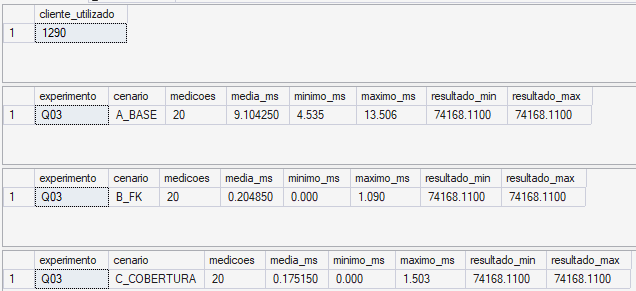 cliente_utilizado
1 1290
experimento cenario medicoes media_ms minimo_ms maximo_ms resultado_min resultado_max
1 Q03 A_BASE 20 9.104250 4.535 13.506 74168.1100 74168.1100
experimento cenario medicoes media_ms minimo_ms maximo_ms resultado_min resultado_max
1 Q03 B_FK 20 0.204850 0.000 1.090 74168.1100 74168.1100
experimento cenario medicoes media_ms minimo_ms maximo_ms resultado_min resultado_max
1 Q03 C_COBERTURA 20 0.175150 0.000 1.503 74168.1100 74168.1100